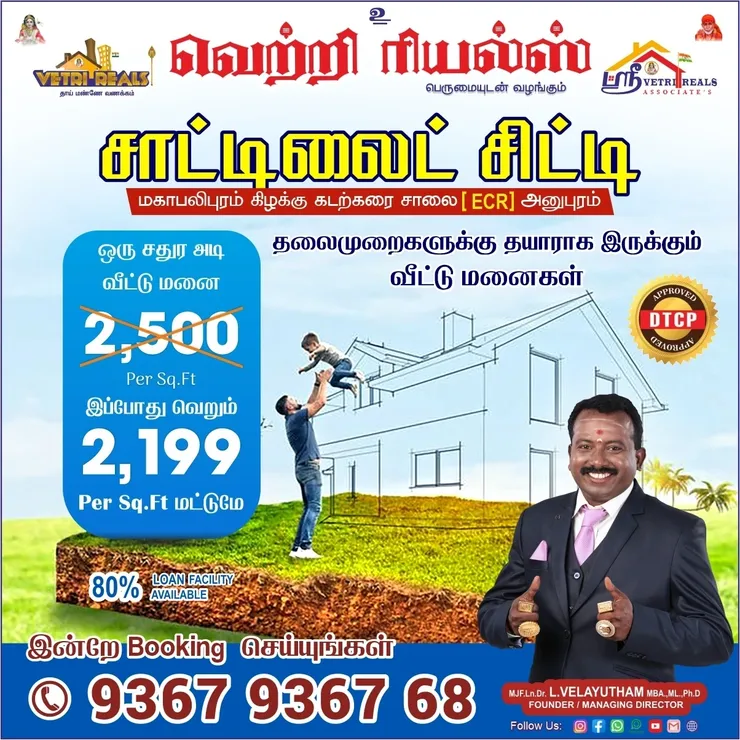 உ
வெற்றி ரியல்ஸ்
பெருமையுடன் வழங்கும்
VETRI REALS
தாய் மண்ணே வணக்கம்
ஸ்ரீ VETRI REALS
ASSOCIATE'S
சாட்டிலைட் சிட்டி
மகாபலிபுரம் கிழக்கு கடற்கரை சாலை [ ECR ] அனுபுரம்
தலைமுறைகளுக்கு தயாராக இருக்கும்
வீட்டு மனைகள்
ஒரு சதுர அடி
வீட்டு மனை
2,500
Per Sq.Ft
இப்போது வெறும்
2,199
Per Sq.Ft மட்டுமே
APPROVED
DTCP
APPROVED
80% LOAN FACILITY
AVAILABLE
இன்றே Booking செய்யுங்கள்
9367 9367 68
MJF.Ln.Dr. L.VELAYUTHAM MBA.,ML.,Ph.D
FOUNDER / MANAGING DIRECTOR
Follow Us: